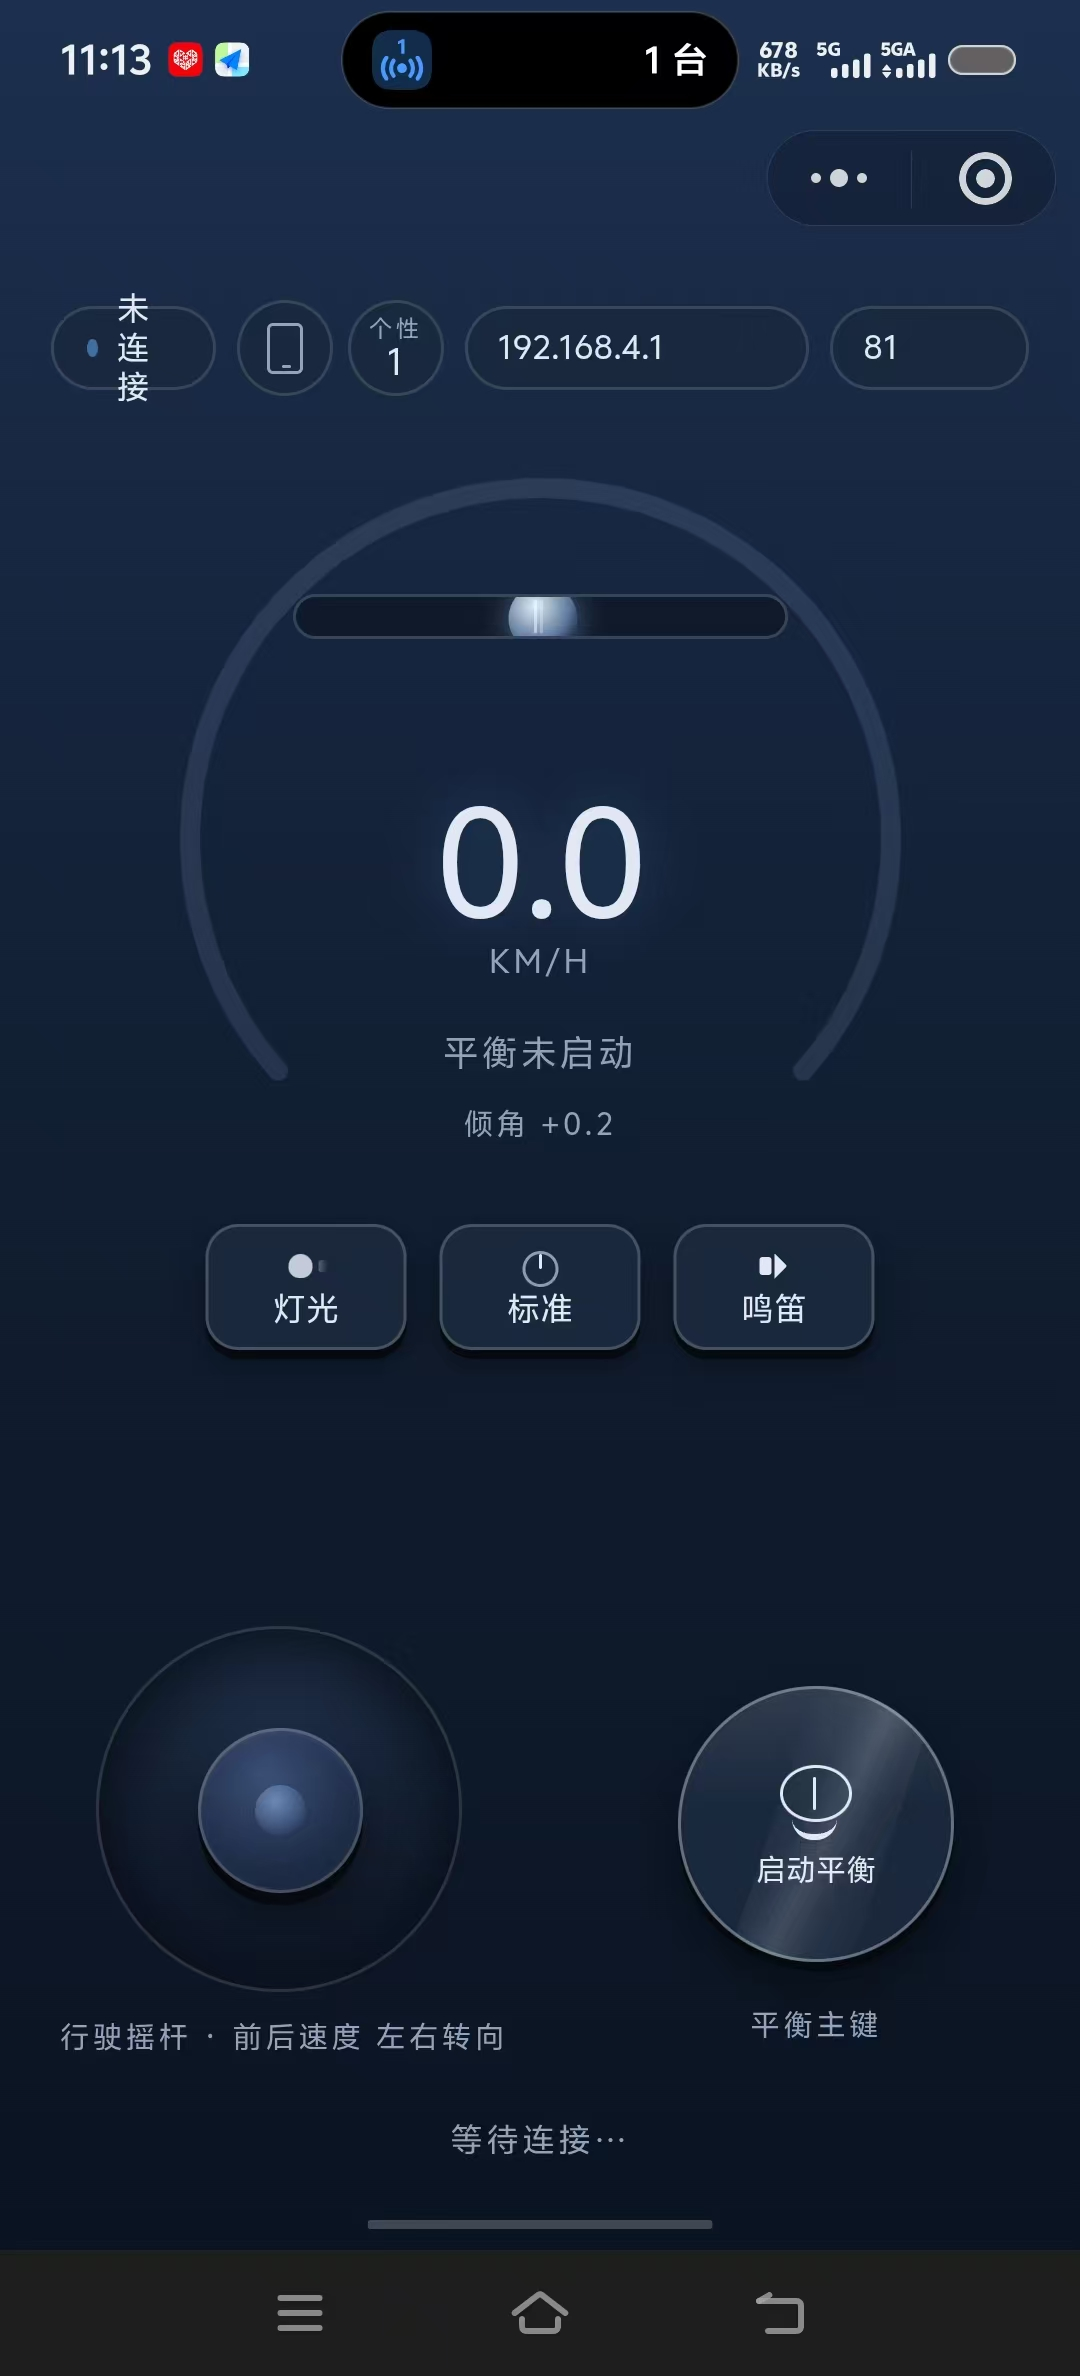 11:13
1
1 台
678 KB/s
5G
5GA
未连接
个性
1
192.168.4.1
81
0.0
KM/H
平衡未启动
倾角 +0.2
灯光
标准
鸣笛
启动平衡
行驶摇杆 · 前后速度 左右转向
平衡主键
等待连接…